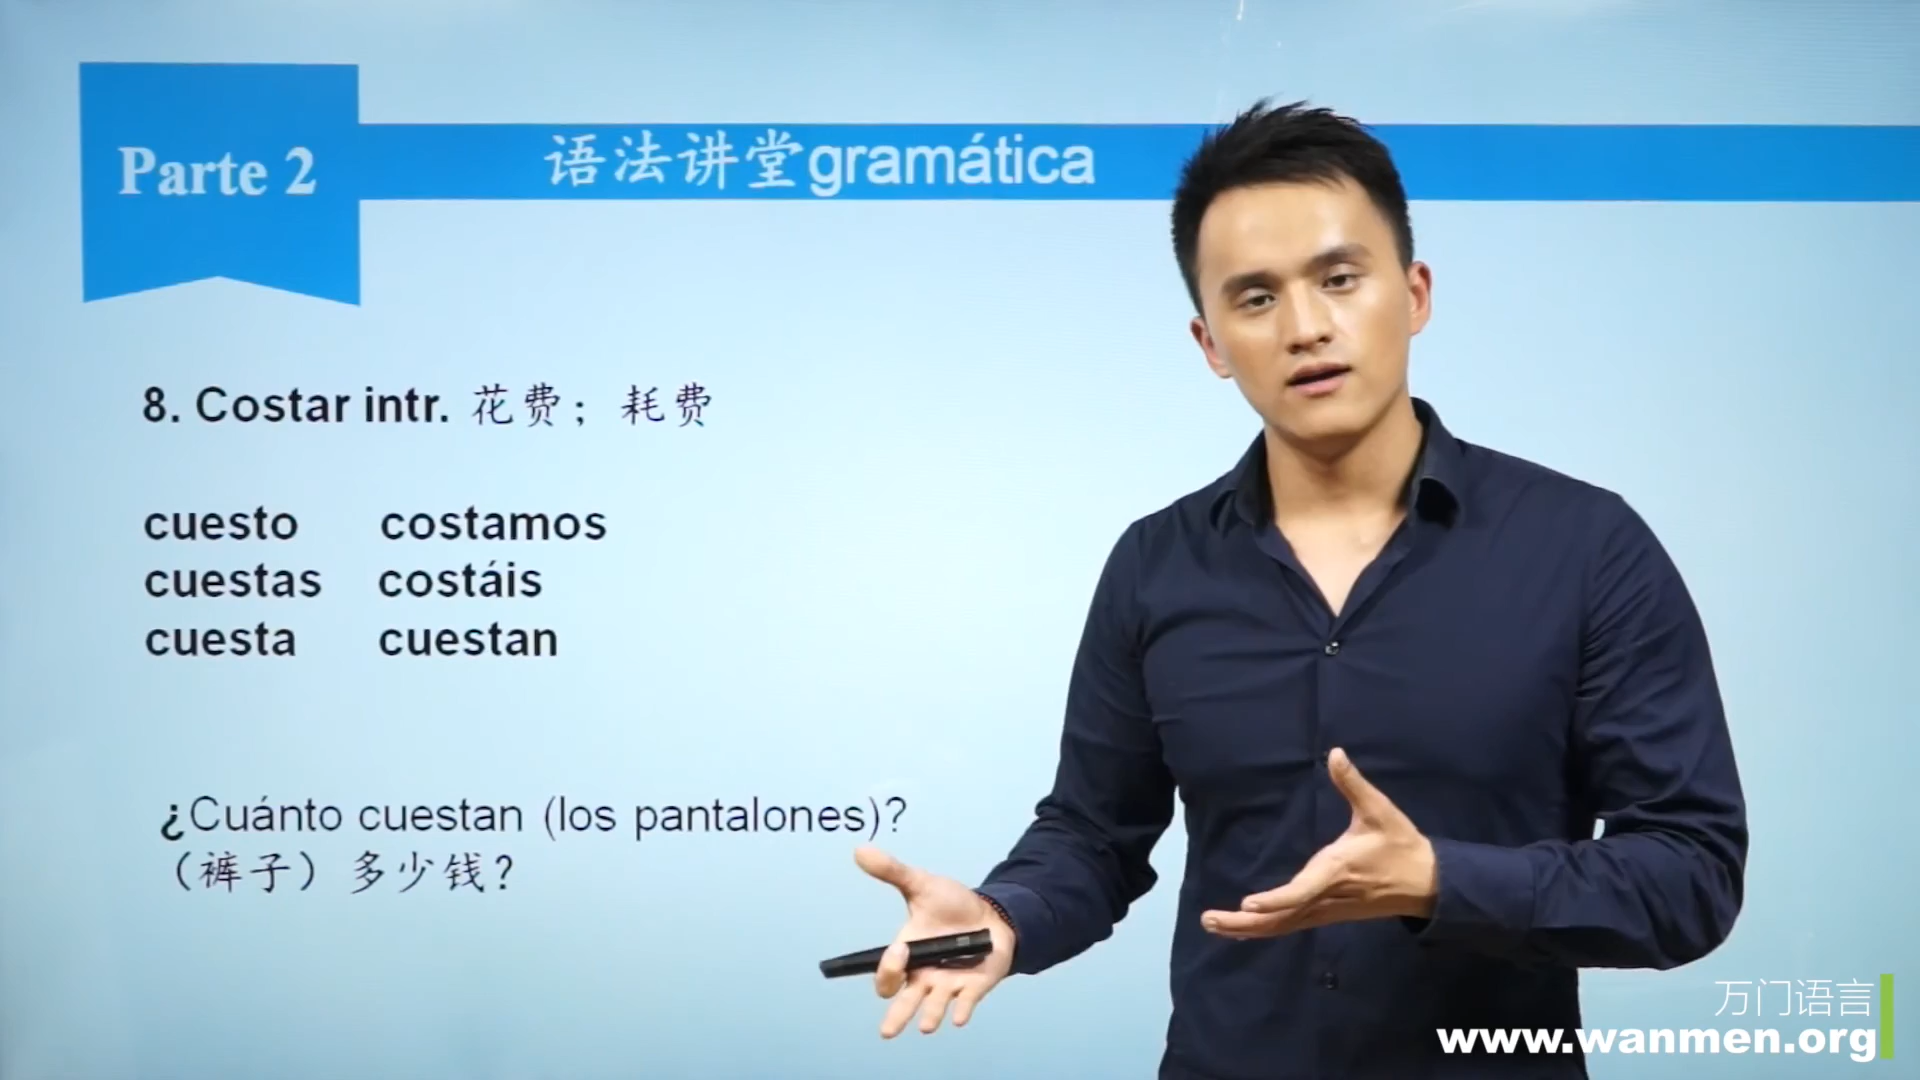 Parte 2
语法讲堂gramática
8. Costar intr. 花费；耗费
cuesto costamos
cuestas costáis
cuesta cuestan
¿Cuánto cuestan (los pantalones)?
（裤子）多少钱？
万门语言
www.wanmen.org